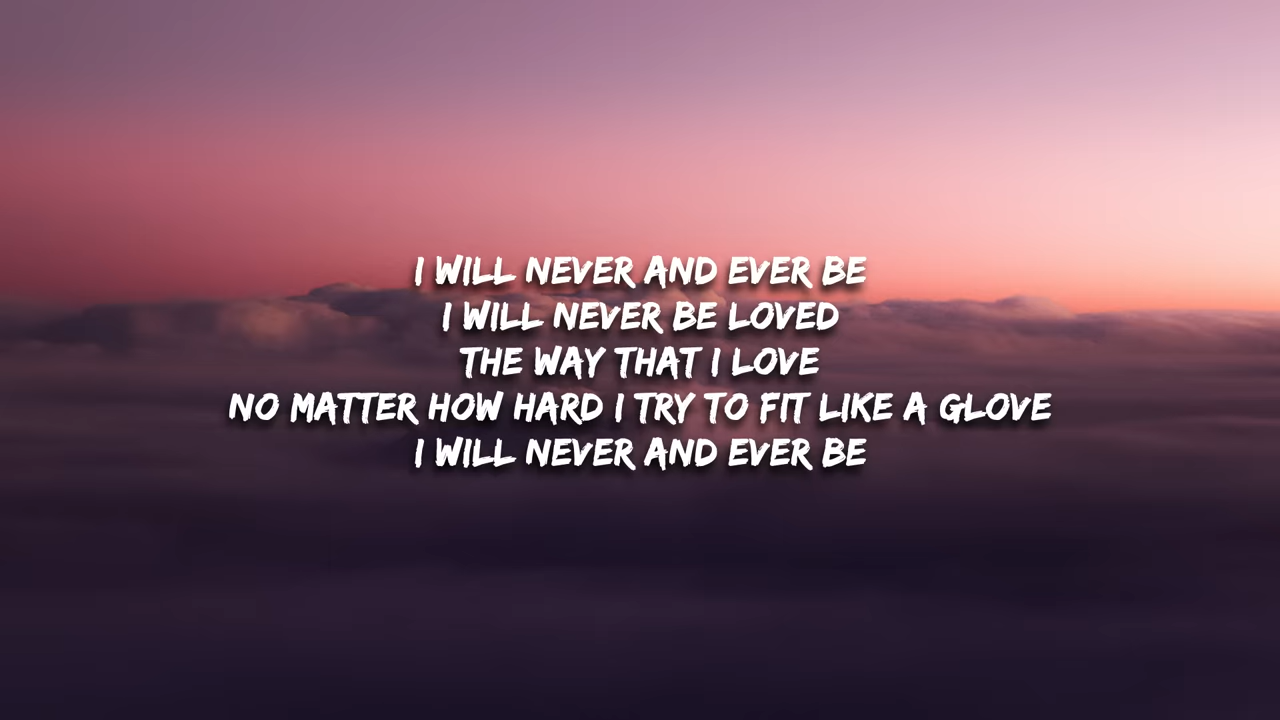 I WILL NEVER AND EVER BE
I WILL NEVER BE LOVED
THE WAY THAT I LOVE
NO MATTER HOW HARD I TRY TO FIT LIKE A GLOVE
I WILL NEVER AND EVER BE